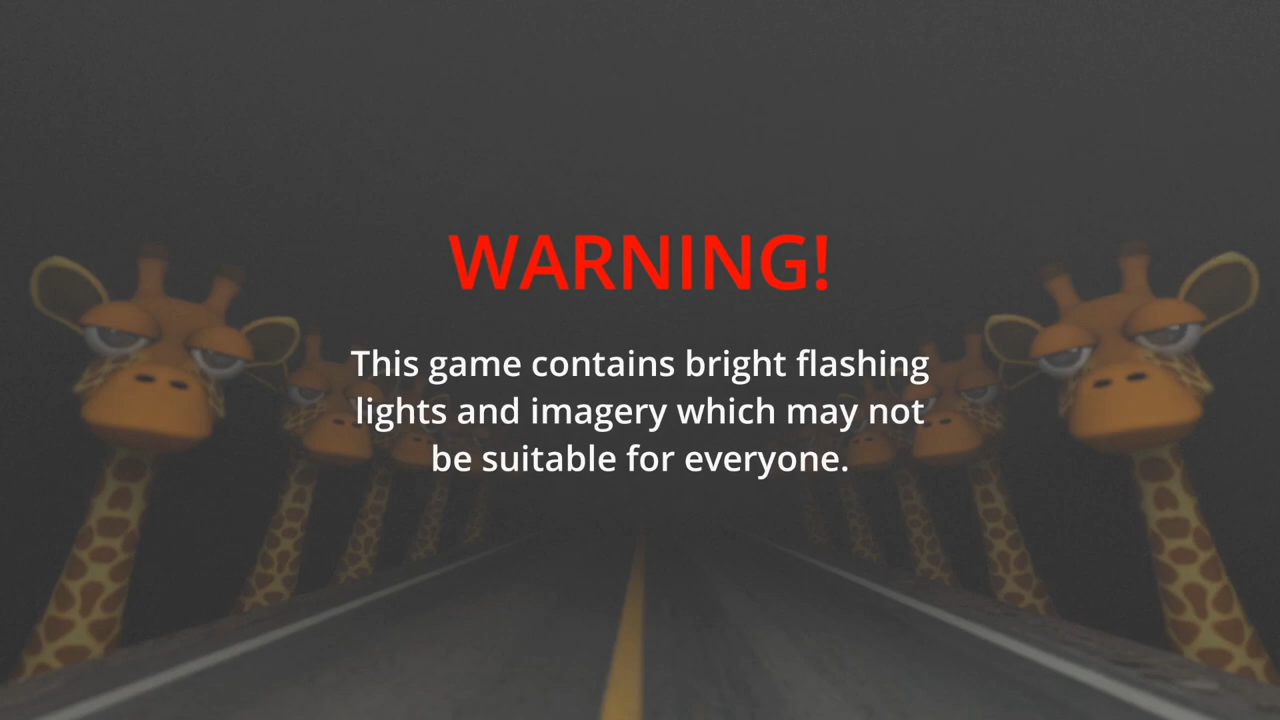 WARNING!
This game contains bright flashing
lights and imagery which may not
be suitable for everyone.